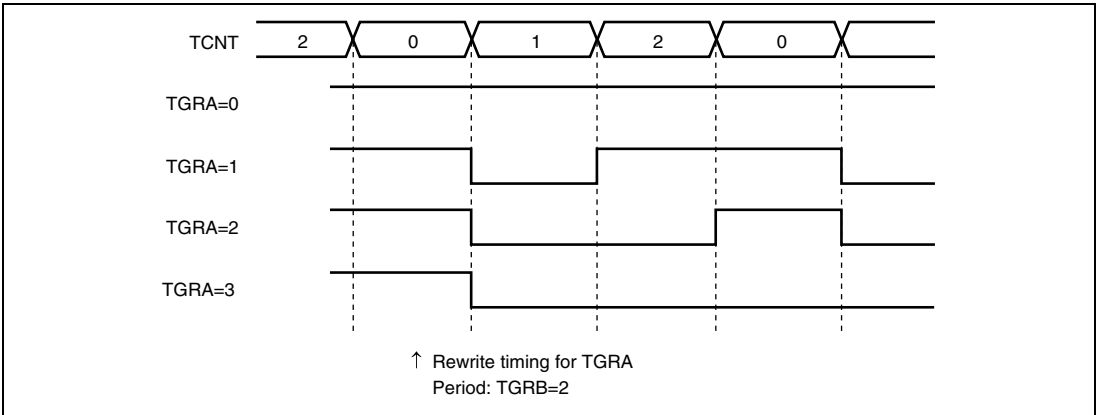 TCNT 2 0 1 2 0
TGRA=0
TGRA=1
TGRA=2
TGRA=3
↑ Rewrite timing for TGRA
Period: TGRB=2